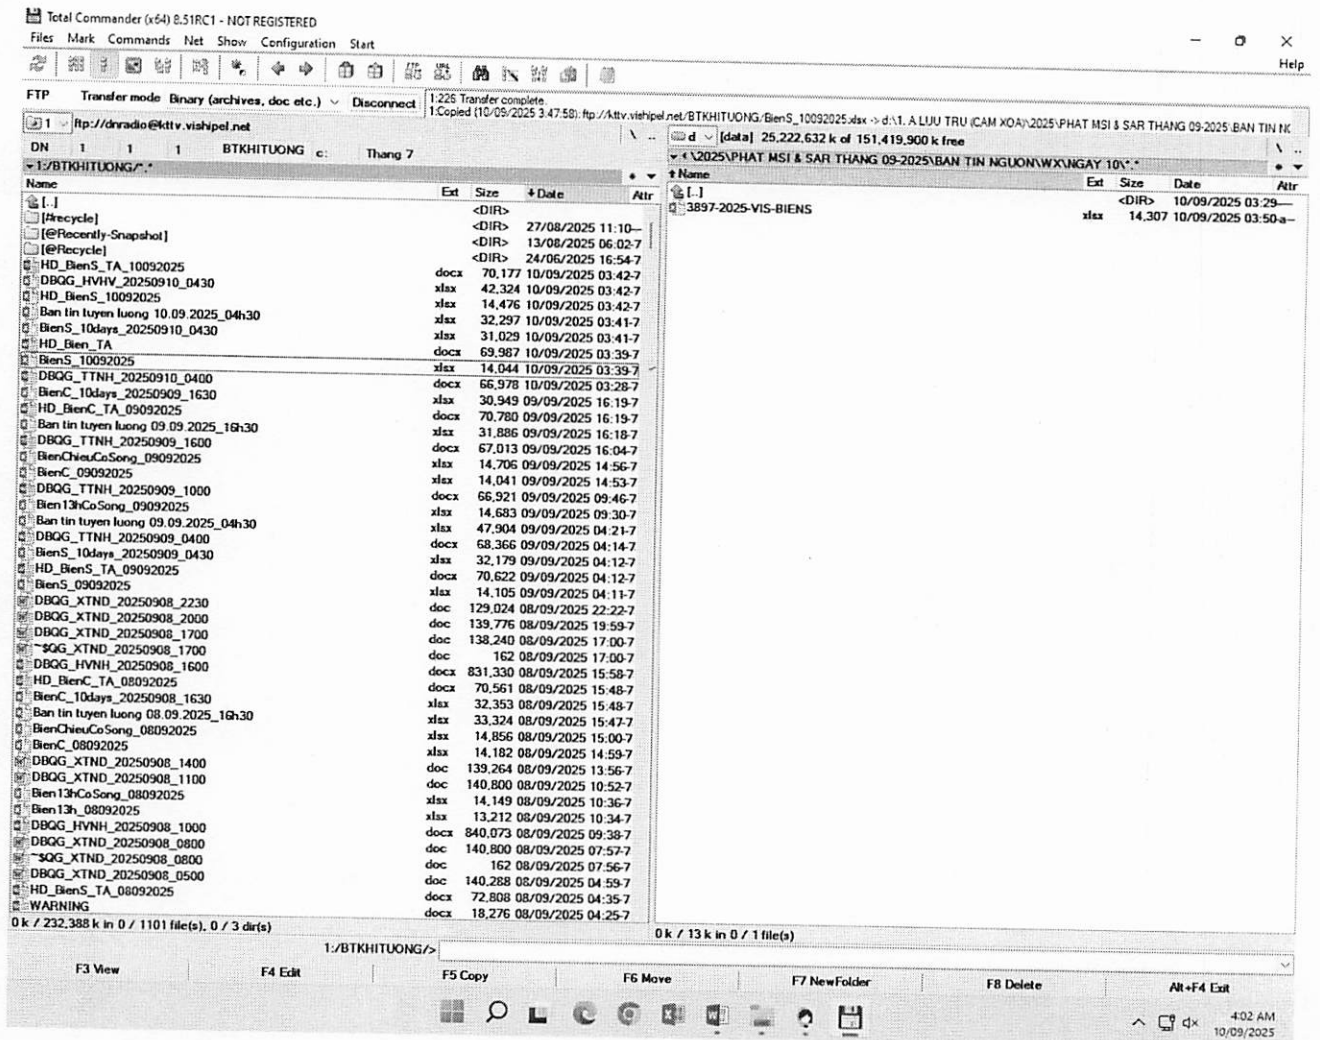 Total Commander (x64) 8.51RC1 - NOT REGISTERED
Files Mark Commands Net Show Configuration Start Help
FTP Transfer mode Binary (archives, doc etc.) Disconnect
1:226 Transfer complete.
1:Copied (10/09/2025 3:47:58): ftp://kttv.vishipel.net/BTKHITUONG/BienS_10092025.xlsx -> d:\1. A LUU TRU (CAM XOA)\2025\PHAT MSI & SAR THANG 09-2025\BAN TIN NG
1 ftp://dnradio@kttv.vishipel.net \ ..
DN 1 1 1 BTKHITUONG c: Thang 7
1:/BTKHITUONG/*.*
Name Ext Size Date Attr
[..] <DIR>
[#recycle] <DIR> 27/08/2025 11:10—
[@Recently-Snapshot] <DIR> 13/08/2025 06:02-7
[@Recycle] <DIR> 24/06/2025 16:54-7
HD_BienS_TA_10092025 docx 70,177 10/09/2025 03:42-7
DBQG_HVHV_20250910_0430 xlsx 42,324 10/09/2025 03:42-7
HD_BienS_10092025 xlsx 14,476 10/09/2025 03:42-7
Ban tin tuyen luong 10.09.2025_04h30 xlsx 32,297 10/09/2025 03:41-7
BienS_10days_20250910_0430 xlsx 31,029 10/09/2025 03:41-7
HD_Bien_TA docx 69,987 10/09/2025 03:39-7
BienS_10092025 xlsx 14,044 10/09/2025 03:39-7
DBQG_TTNH_20250910_0400 docx 66,978 10/09/2025 03:28-7
BienC_10days_20250909_1630 xlsx 30,949 09/09/2025 16:19-7
HD_BienC_TA_09092025 docx 70,780 09/09/2025 16:19-7
Ban tin tuyen luong 09.09.2025_16h30 xlsx 31,886 09/09/2025 16:18-7
DBQG_TTNH_20250909_1600 docx 67,013 09/09/2025 16:04-7
BienChieuCoSong_09092025 xlsx 14,706 09/09/2025 14:56-7
BienC_09092025 xlsx 14,041 09/09/2025 14:53-7
DBQG_TTNH_20250909_1000 docx 66,921 09/09/2025 09:46-7
Bien13hCoSong_09092025 xlsx 14,683 09/09/2025 09:30-7
Ban tin tuyen luong 09.09.2025_04h30 xlsx 47,904 09/09/2025 04:21-7
DBQG_TTNH_20250909_0400 docx 68,366 09/09/2025 04:14-7
BienS_10days_20250909_0430 xlsx 32,179 09/09/2025 04:12-7
HD_BienS_TA_09092025 docx 70,622 09/09/2025 04:12-7
BienS_09092025 xlsx 14,105 09/09/2025 04:11-7
DBQG_XTND_20250908_2230 doc 129,024 08/09/2025 22:22-7
DBQG_XTND_20250908_2000 doc 139,776 08/09/2025 19:59-7
DBQG_XTND_20250908_1700 doc 138,240 08/09/2025 17:00-7
~$QG_XTND_20250908_1700 doc 162 08/09/2025 17:00-7
DBQG_HVNH_20250908_1600 docx 831,330 08/09/2025 15:58-7
HD_BienC_TA_08092025 docx 70,561 08/09/2025 15:48-7
BienC_10days_20250908_1630 xlsx 32,353 08/09/2025 15:48-7
Ban tin tuyen luong 08.09.2025_16h30 xlsx 33,324 08/09/2025 15:47-7
BienChieuCoSong_08092025 xlsx 14,856 08/09/2025 15:00-7
BienC_08092025 xlsx 14,182 08/09/2025 14:59-7
DBQG_XTND_20250908_1400 doc 139,264 08/09/2025 13:56-7
DBQG_XTND_20250908_1100 doc 140,800 08/09/2025 10:52-7
Bien13hCoSong_08092025 xlsx 14,149 08/09/2025 10:36-7
Bien13h_08092025 xlsx 13,212 08/09/2025 10:34-7
DBQG_HVNH_20250908_1000 docx 840,073 08/09/2025 09:38-7
DBQG_XTND_20250908_0800 doc 140,800 08/09/2025 07:57-7
~$QG_XTND_20250908_0800 doc 162 08/09/2025 07:56-7
DBQG_XTND_20250908_0500 doc 140,288 08/09/2025 04:59-7
HD_BienS_TA_08092025 docx 72,808 08/09/2025 04:35-7
WARNING docx 18,276 08/09/2025 04:25-7
0 k / 232,388 k in 0 / 1101 file(s), 0 / 3 dir(s)
d [data] 25,222,632 k of 151,419,900 k free \ ..
\2025\PHAT MSI & SAR THANG 09-2025\BAN TIN NGUON\WX\NGAY 10\*.*
Name Ext Size Date Attr
[..] <DIR> 10/09/2025 03:29—
3897-2025-VIS-BIENS xlsx 14,307 10/09/2025 03:50-a—
0 k / 13 k in 0 / 1 file(s)
1:/BTKHITUONG/>
F3 View F4 Edit F5 Copy F6 Move F7 NewFolder F8 Delete Alt+F4 Exit
4:02 AM
10/09/2025